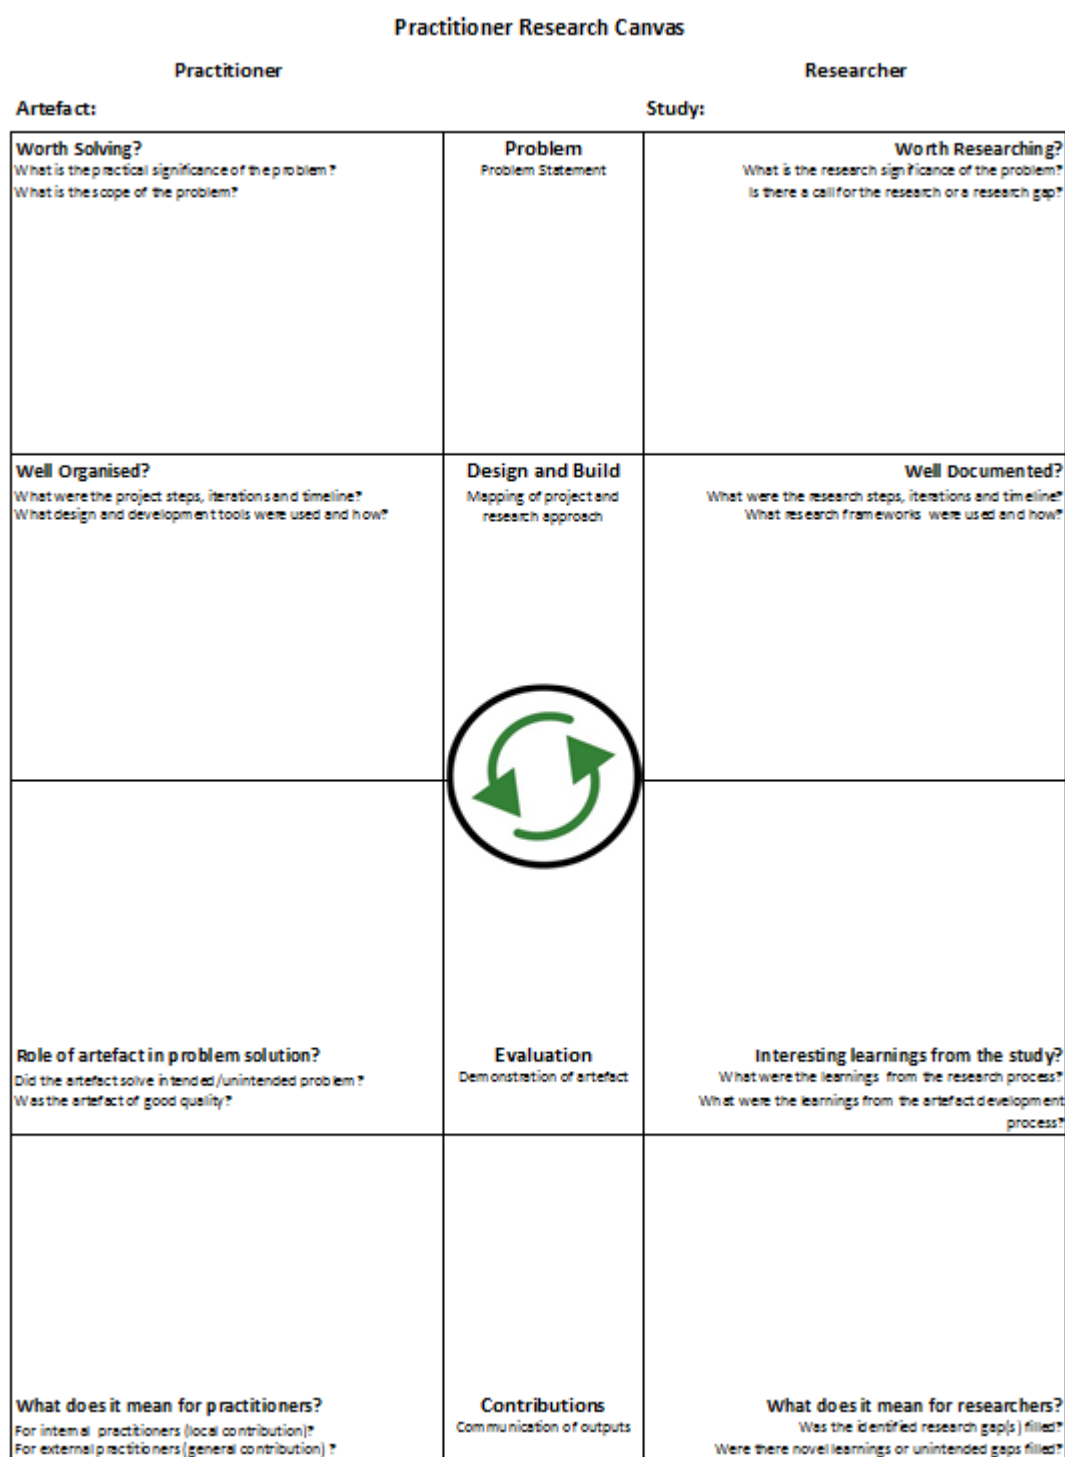 Practitioner Research Canvas
Practitioner
Researcher
Artefact:
Study:
Worth Solving?
What is the practical significance of the problem?
What is the scope of the problem?
Problem
Problem Statement
Worth Researching?
What is the research significance of the problem?
Is there a call for the research or a research gap?
Well Organised?
What were the project steps, iterations and timeline?
What design and development tools were used and how?
Design and Build
Mapping of project and
research approach
Well Documented?
What were the research steps, iterations and timeline?
What research frameworks were used and how?
Role of artefact in problem solution?
Did the artefact solve intended/unintended problem?
Was the artefact of good quality?
Evaluation
Demonstration of artefact
Interesting learnings from the study?
What were the learnings from the research process?
What were the learnings from the artefact development
process?
What does it mean for practitioners?
For internal practitioners (local contribution)?
For external practitioners (general contribution) ?
Contributions
Communication of outputs
What does it mean for researchers?
Was the identified research gap(s) filled?
Were there novel learnings or unintended gaps filled?